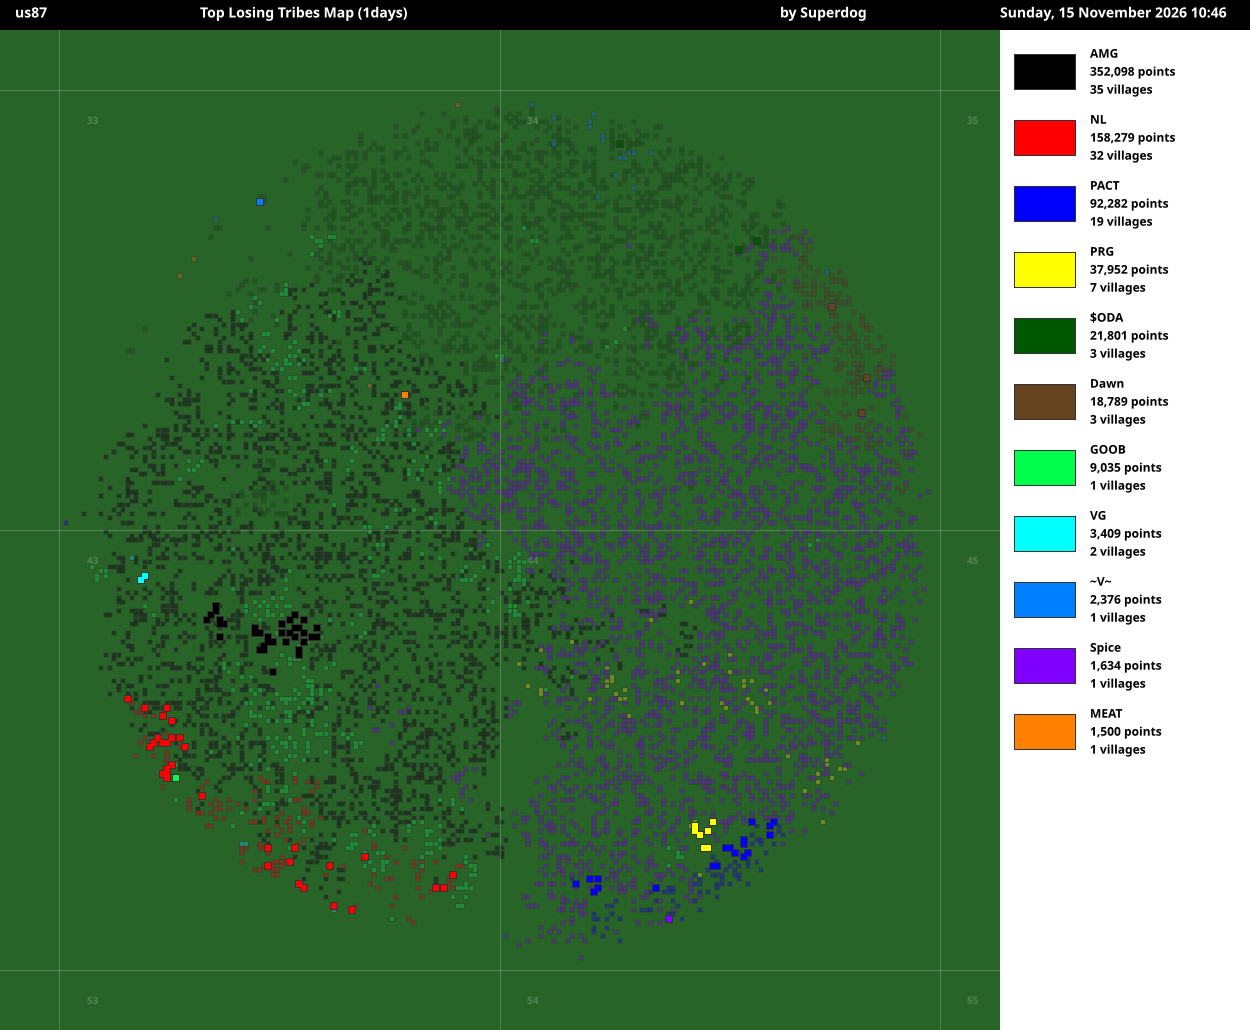 us87
Top Losing Tribes Map (1days)
by Superdog
Sunday, 15 November 2026 10:46
33
34
35
43
44
45
53
54
55
AMG
352,098 points
35 villages
NL
158,279 points
32 villages
PACT
92,282 points
19 villages
PRG
37,952 points
7 villages
$ODA
21,801 points
3 villages
Dawn
18,789 points
3 villages
GOOB
9,035 points
1 villages
VG
3,409 points
2 villages
~V~
2,376 points
1 villages
Spice
1,634 points
1 villages
MEAT
1,500 points
1 villages